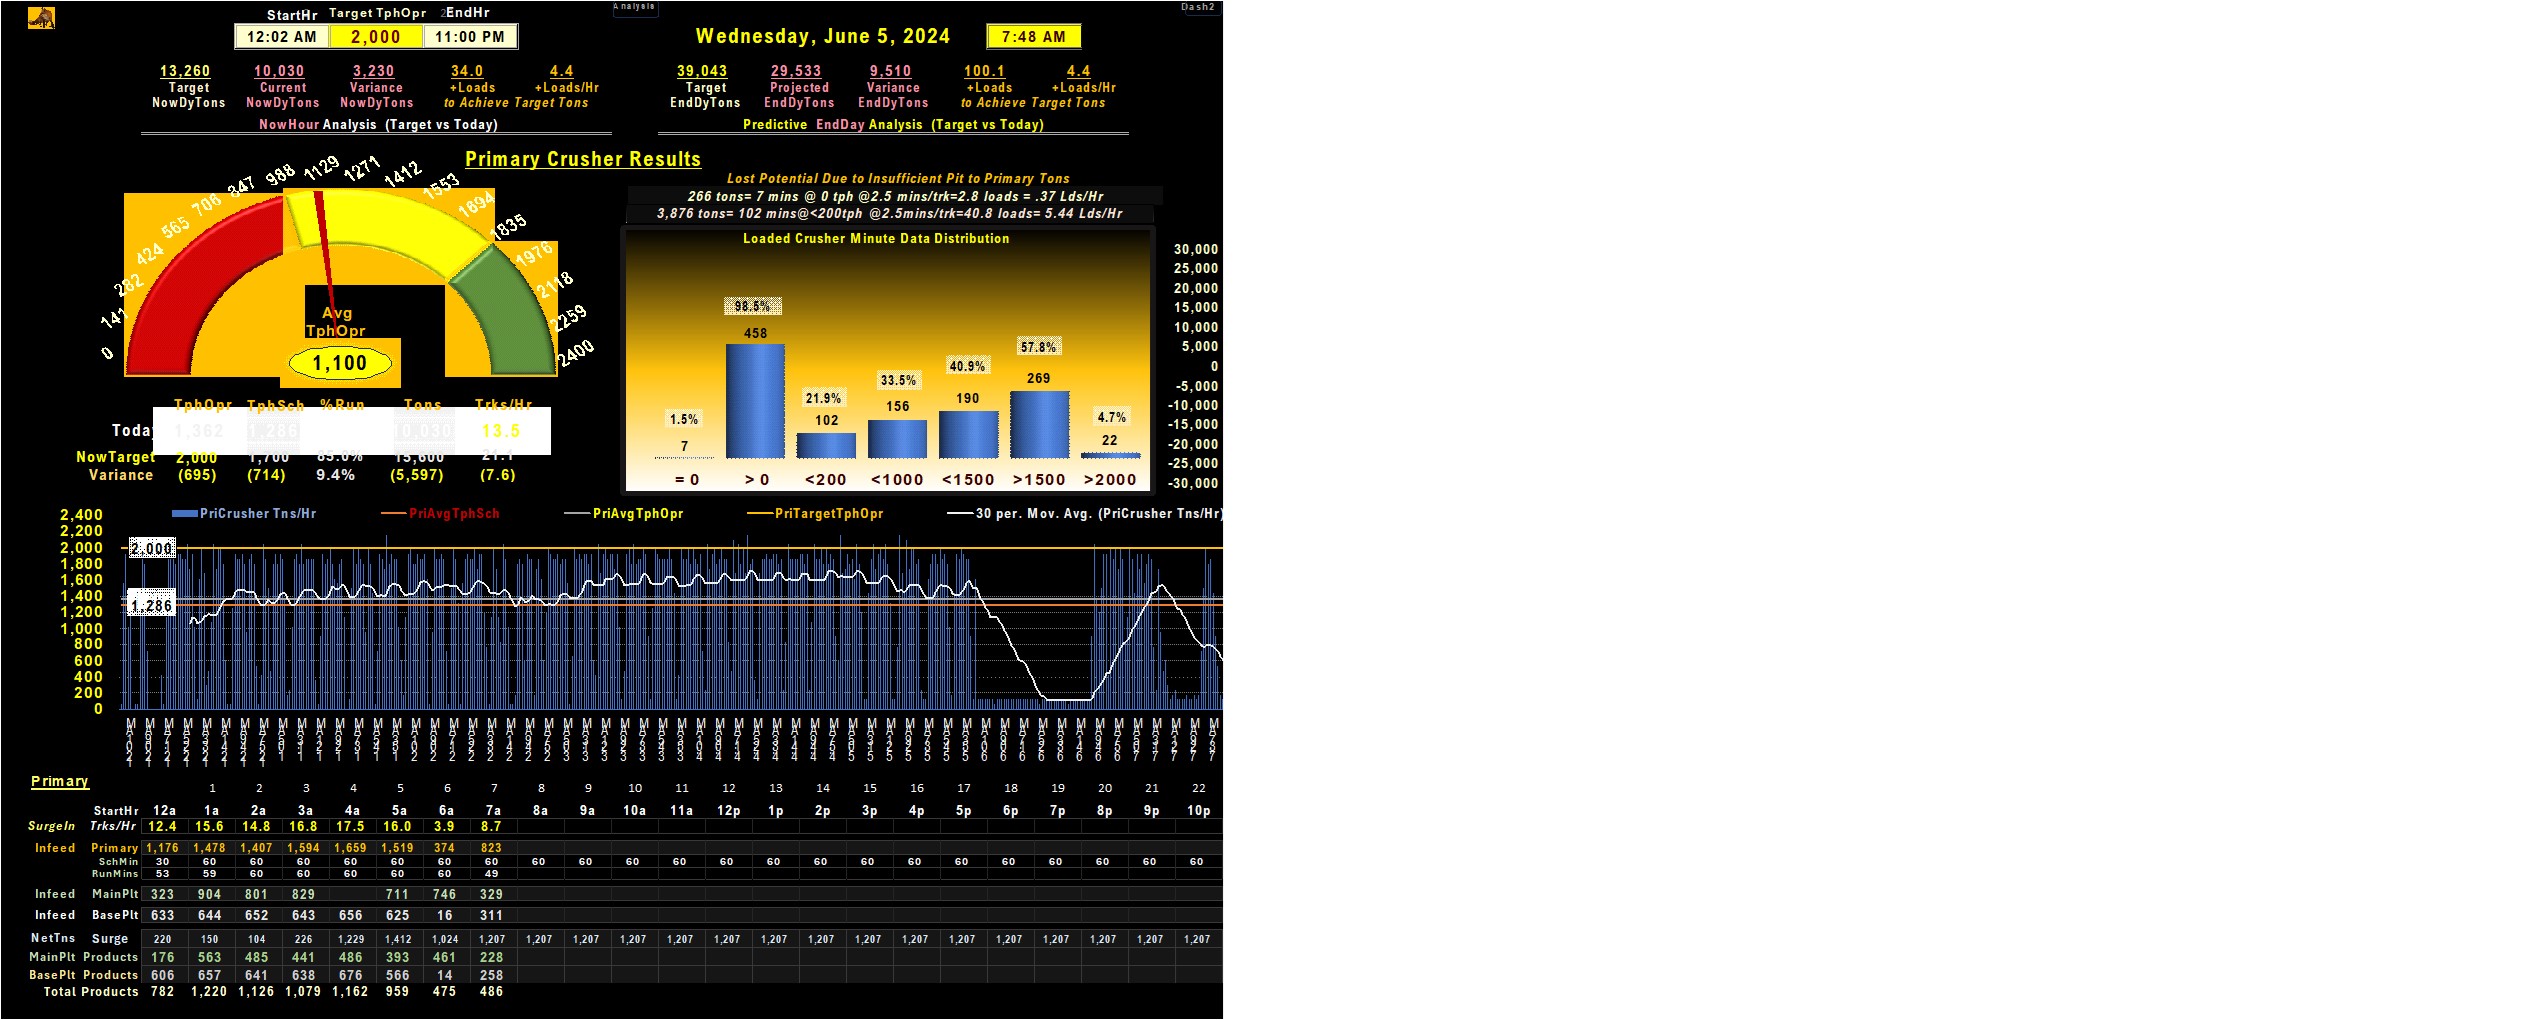 StartHr Target TphOpr 2 EndHr
Analysis
Dash2
12:02 AM 2,000 11:00 PM
Wednesday, June 5, 2024 7:48 AM
13,260 10,030 3,230 34.0 4.4
Target Current Variance +Loads +Loads/Hr
NowDyTons NowDyTons NowDyTons to Achieve Target Tons
NowHour Analysis (Target vs Today)
39,043 29,533 9,510 100.1 4.4
Target Projected Variance +Loads +Loads/Hr
EndDyTons EndDyTons EndDyTons to Achieve Target Tons
Predictive EndDay Analysis (Target vs Today)
Primary Crusher Results
0 141 282 424 565 706 847 988 1129 1271 1412 1553 1694 1835 1976 2118 2259 2400
Avg
TphOpr
1,100
Lost Potential Due to Insufficient Pit to Primary Tons
266 tons= 7 mins @ 0 tph @2.5 mins/trk=2.8 loads = .37 Lds/Hr
3,876 tons= 102 mins@<200tph @2.5mins/trk=40.8 loads= 5.44 Lds/Hr
Loaded Crusher Minute Data Distribution
1.5% 98.5% 21.9% 33.5% 40.9% 57.8% 4.7%
7 458 102 156 190 269 22
= 0 > 0 <200 <1000 <1500 >1500 >2000
30,000
25,000
20,000
15,000
10,000
5,000
0
-5,000
-10,000
-15,000
-20,000
-25,000
-30,000
TphOpr TphSch %Run Tons Trks/Hr
Today 1,362 1,286 10,030 13.5
NowTarget 2,000 1,700 85.0% 15,600 21.1
Variance (695) (714) 9.4% (5,597) (7.6)
PriCrusher Tns/Hr PriAvgTphSch PriAvgTphOpr PriTargetTphOpr 30 per. Mov. Avg. (PriCrusher Tns/Hr)
2,400
2,200
2,000
1,800
1,600
1,400
1,200
1,000
800
600
400
200
0
2,000
1,286
Primary
1 2 3 4 5 6 7 8 9 10 11 12 13 14 15 16 17 18 19 20 21 22
StartHr 12a 1a 2a 3a 4a 5a 6a 7a 8a 9a 10a 11a 12p 1p 2p 3p 4p 5p 6p 7p 8p 9p 10p
SurgeIn Trks/Hr 12.4 15.6 14.8 16.8 17.5 16.0 3.9 8.7
Infeed Primary 1,176 1,478 1,407 1,594 1,659 1,519 374 823
SchMin 30 60 60 60 60 60 60 60 60 60 60 60 60 60 60 60 60 60 60 60 60 60 60
RunMins 53 59 60 60 60 60 60 49
Infeed MainPlt 323 904 801 829 711 746 329
Infeed BasePlt 633 644 652 643 656 625 16 311
NetTns Surge 220 150 104 226 1,229 1,412 1,024 1,207 1,207 1,207 1,207 1,207 1,207 1,207 1,207 1,207 1,207 1,207 1,207 1,207 1,207 1,207 1,207
MainPlt Products 176 563 485 441 486 393 461 228
BasePlt Products 606 657 641 638 676 566 14 258
Total Products 782 1,220 1,126 1,079 1,162 959 475 486